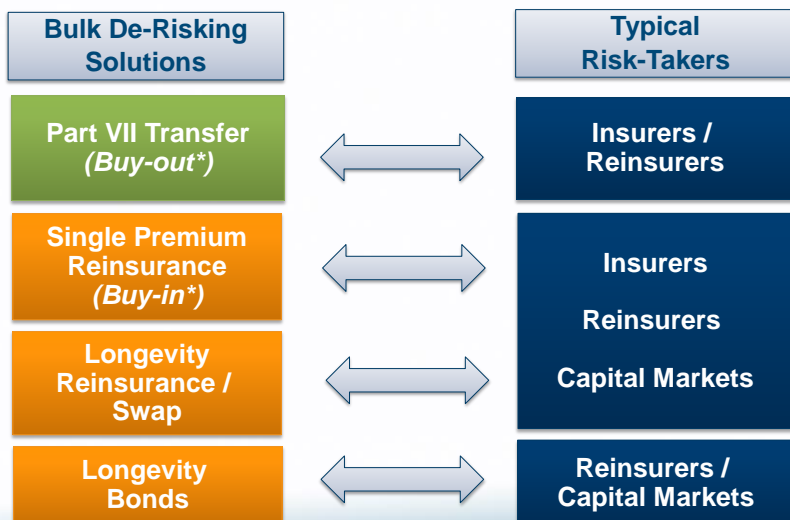 Bulk De-Risking
Solutions
Typical
Risk-Takers
Part VII Transfer
(Buy-out*)
Insurers /
Reinsurers
Single Premium
Reinsurance
(Buy-in*)
Insurers
Reinsurers
Capital Markets
Longevity
Reinsurance /
Swap
Longevity
Bonds
Reinsurers /
Capital Markets